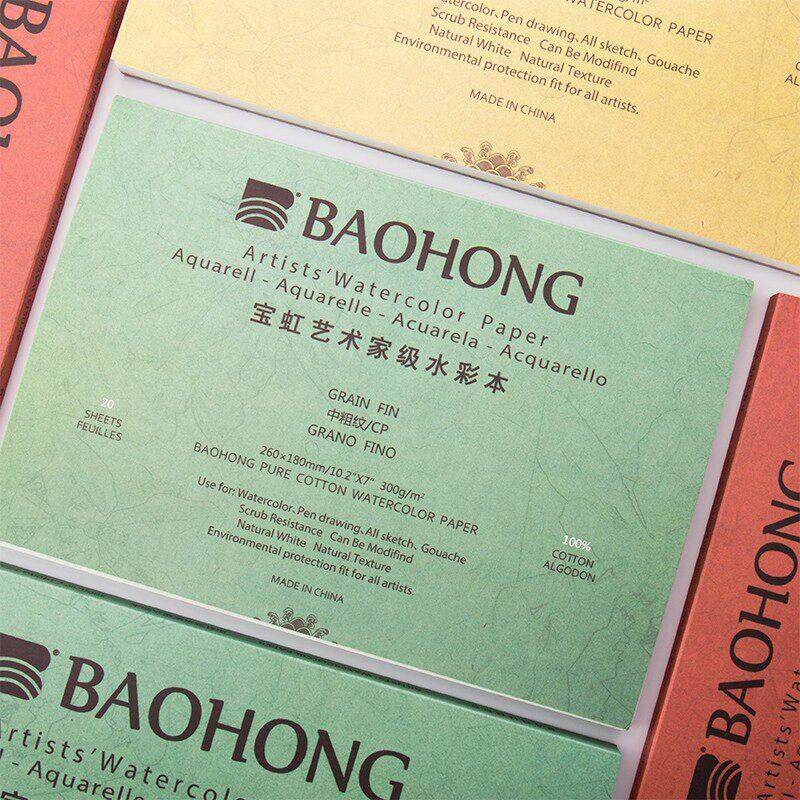 BAOH
WATERCOLOR PAPER
Watercolor、Pen drawing、All sketch、Gouache
Scrub Resistance Can Be Modifind
Natural White Natural Texture
Environmental protection fit for all artists.
MADE IN CHINA
BAOHONG
Artists' Watercolor Paper
Aquarell - Aquarelle - Acuarela - Acquarello
宝虹艺术家级水彩本
GRAIN FIN
中粗纹/CP
GRANO FINO
20
SHEETS
FEUILLES
260×180mm/10.2"X7" 300g/m²
BAOHONG PURE COTTON WATERCOLOR PAPER
Use for: Watercolor、Pen drawing、All sketch、Gouache
Scrub Resistance Can Be Modifind
Natural White Natural Texture
Environmental protection fit for all artists.
100%
COTTON
ALGODON
MADE IN CHINA
BAOHONG
Artists' Watercolor
- Aquarelle -
BAOHONG
Artists' Wat